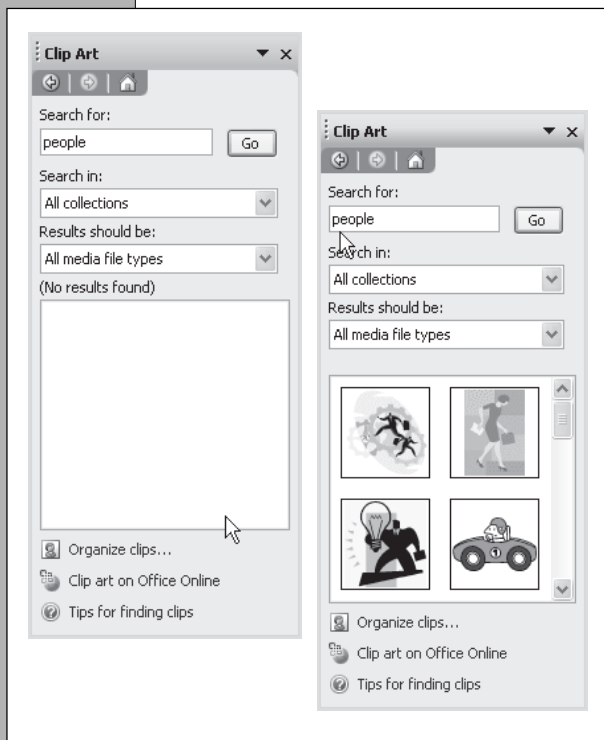 Clip Art
Search for:
people
Go
Search in:
All collections
Results should be:
All media file types
(No results found)
Organize clips...
Clip art on Office Online
Tips for finding clips
Clip Art
Search for:
people
Go
Search in:
All collections
Results should be:
All media file types
1
Organize clips...
Clip art on Office Online
Tips for finding clips